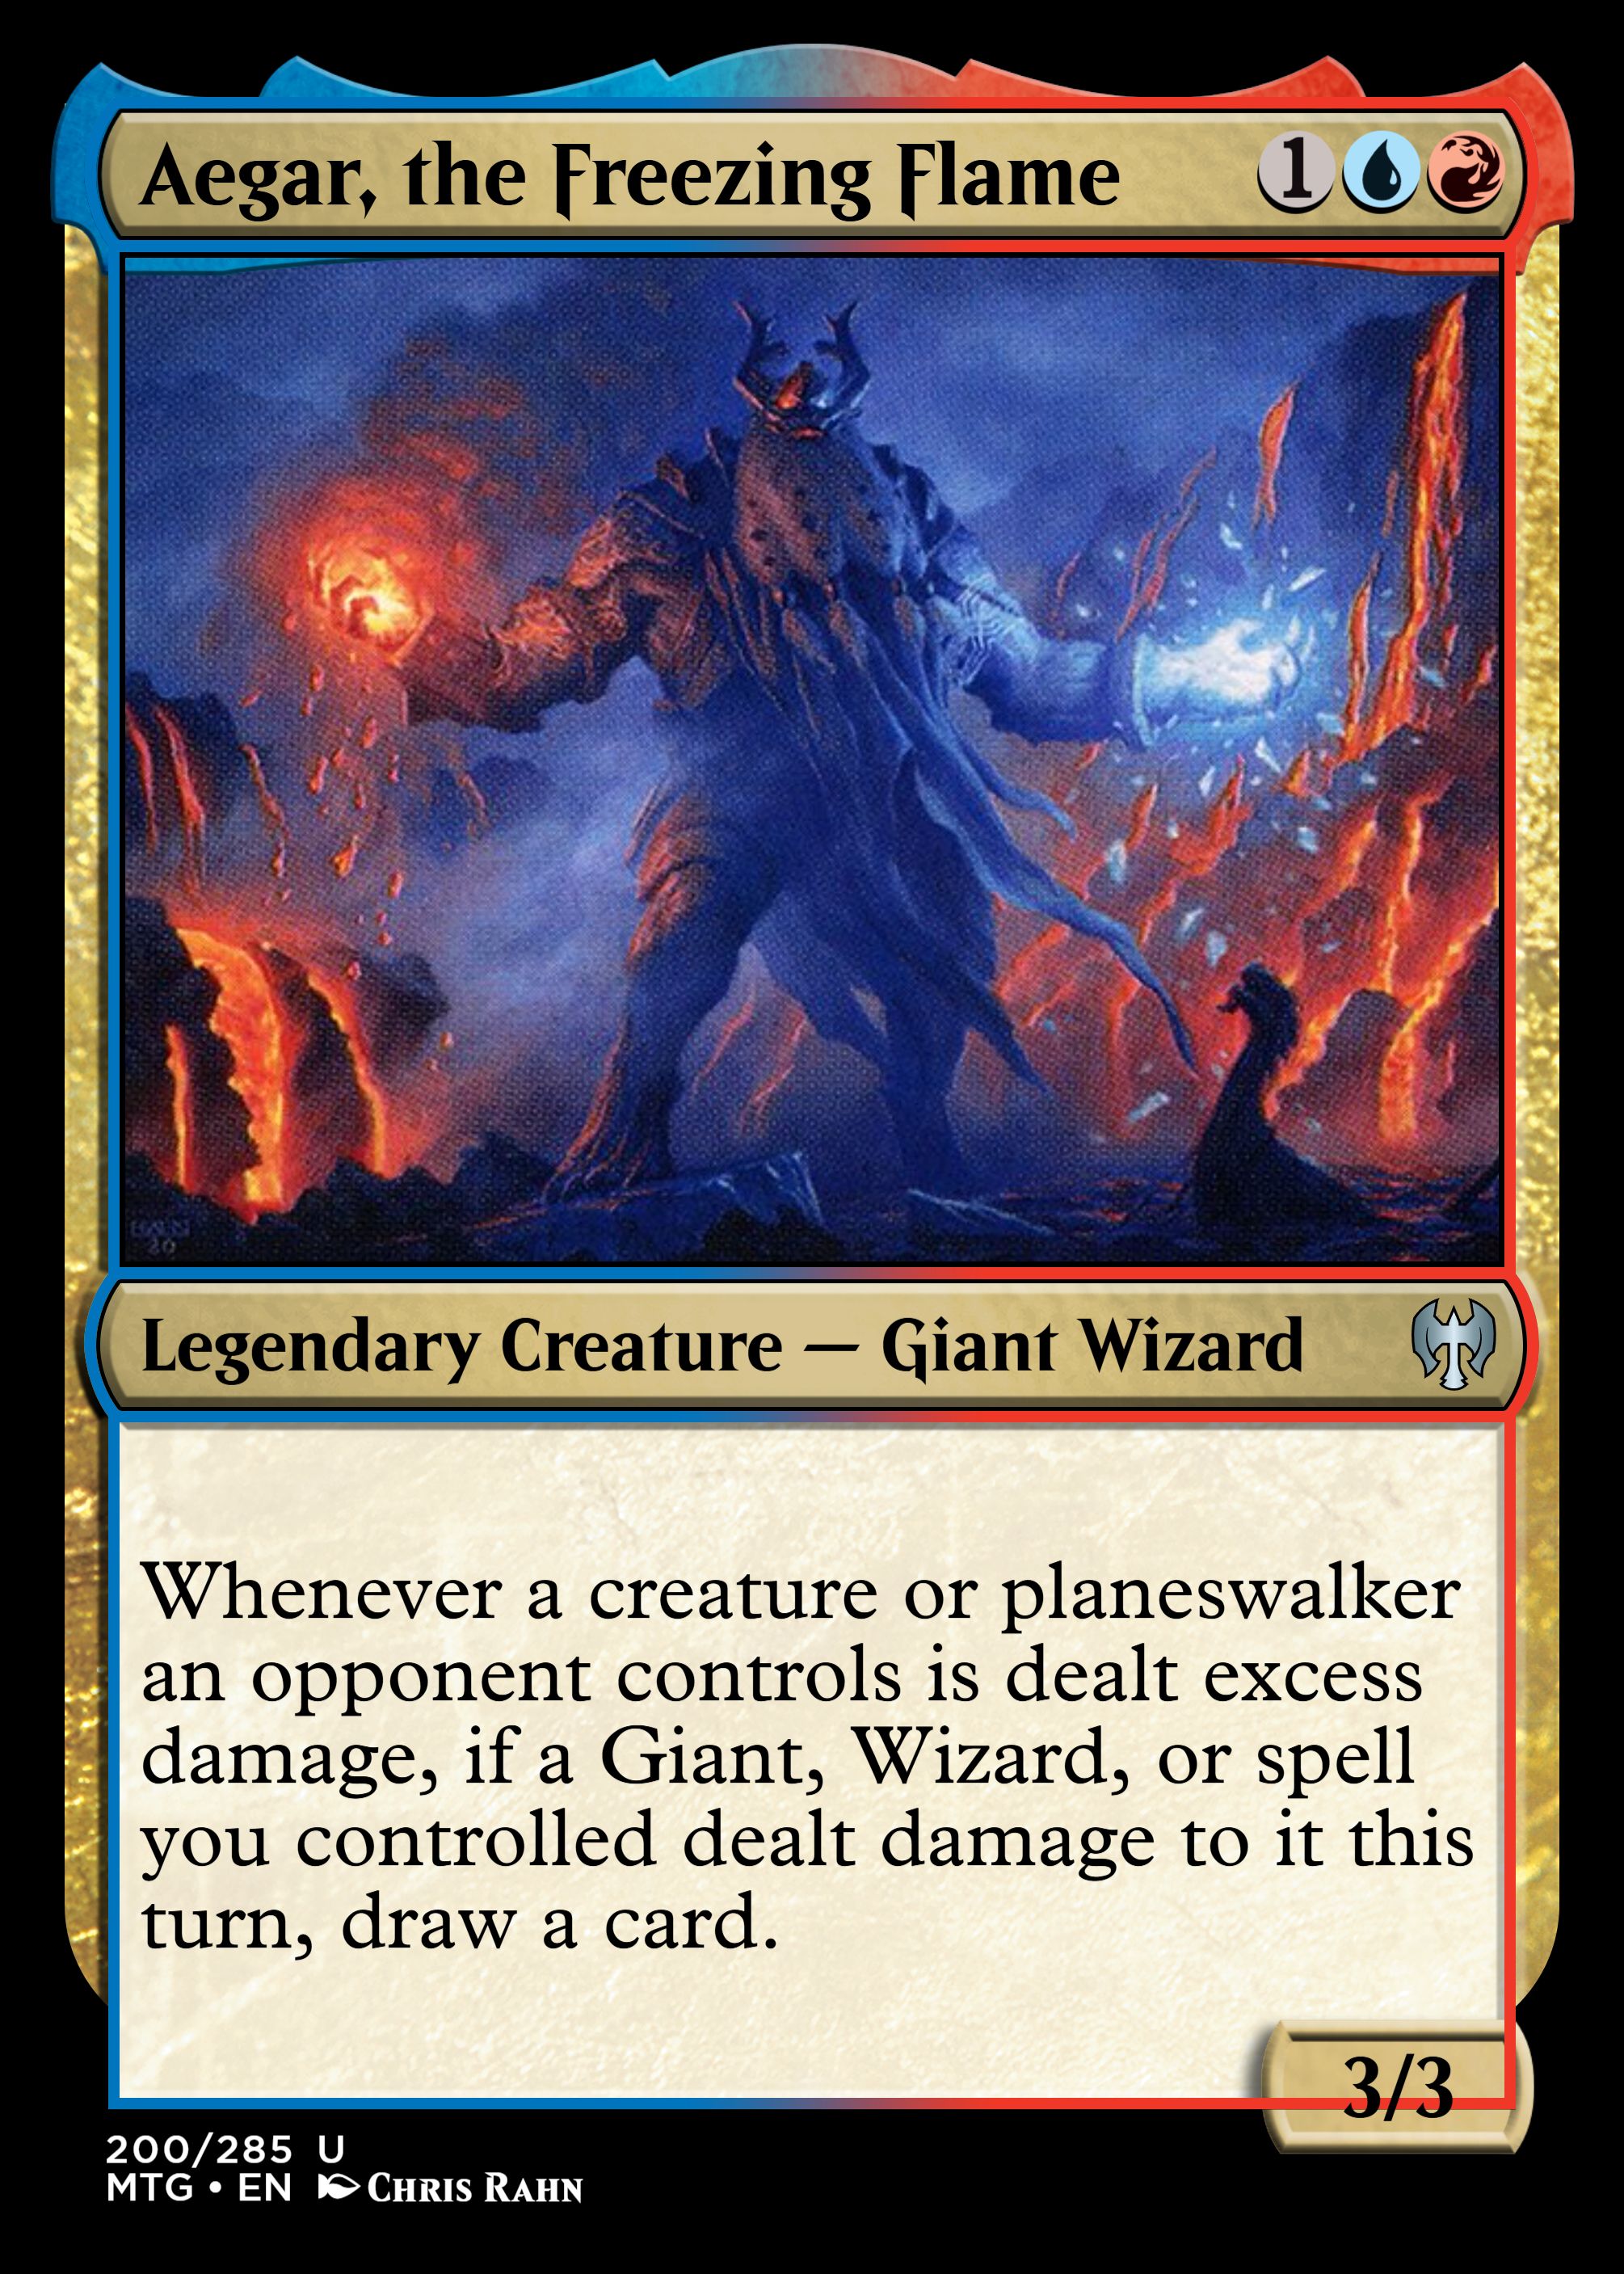 Aegar, the Freezing Flame 1
Legendary Creature — Giant Wizard
Whenever a creature or planeswalker
an opponent controls is dealt excess
damage, if a Giant, Wizard, or spell
you controlled dealt damage to it this
turn, draw a card.
3/3
200/285 U
MTG • EN Chris Rahn